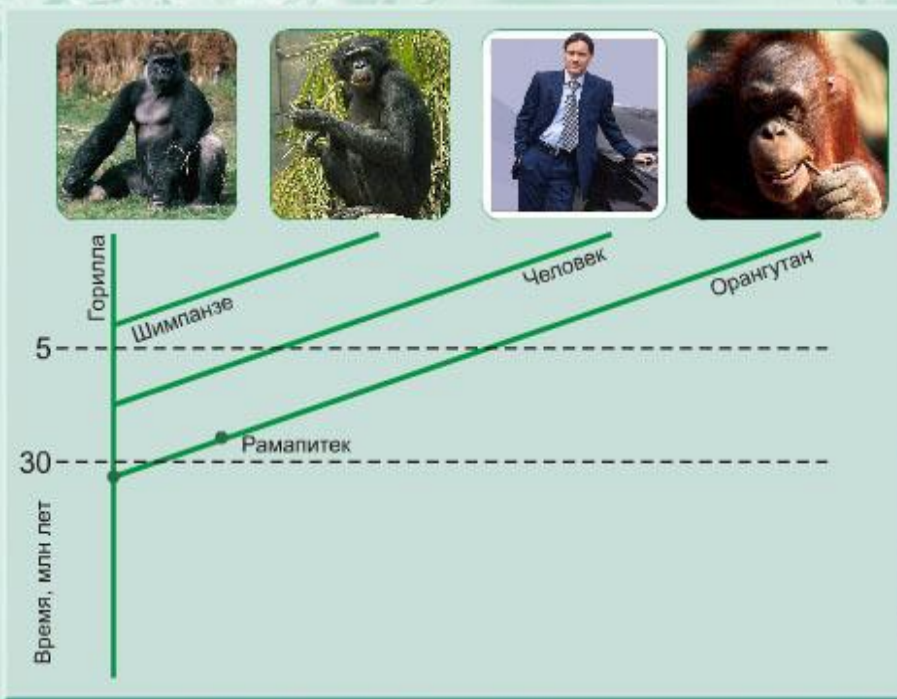 Горилла
Шимпанзе
Человек
Орангутан
5
Рамапитек
30
Время, млн лет